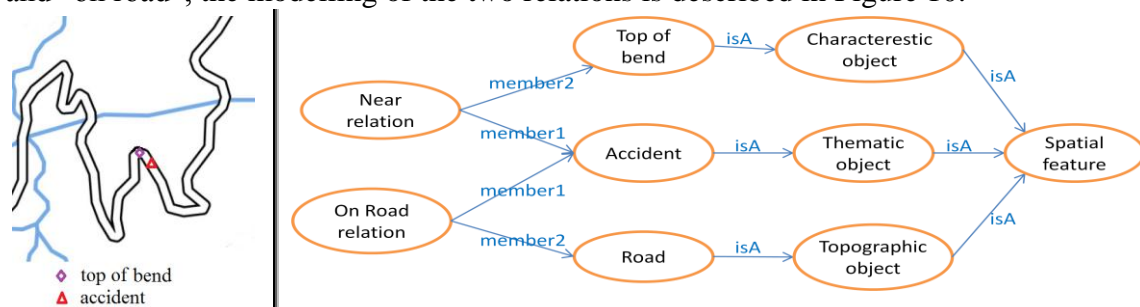 and "on road", the modelling of the two relations is described in Figure 10.
top of bend
accident
Top of
bend
isA
Characterestic
object
isA
member2
Near
relation
member1
Accident
isA
Thematic
object
isA
Spatial
feature
member1
On Road
relation
member2
isA
Road
isA
Topographic
object